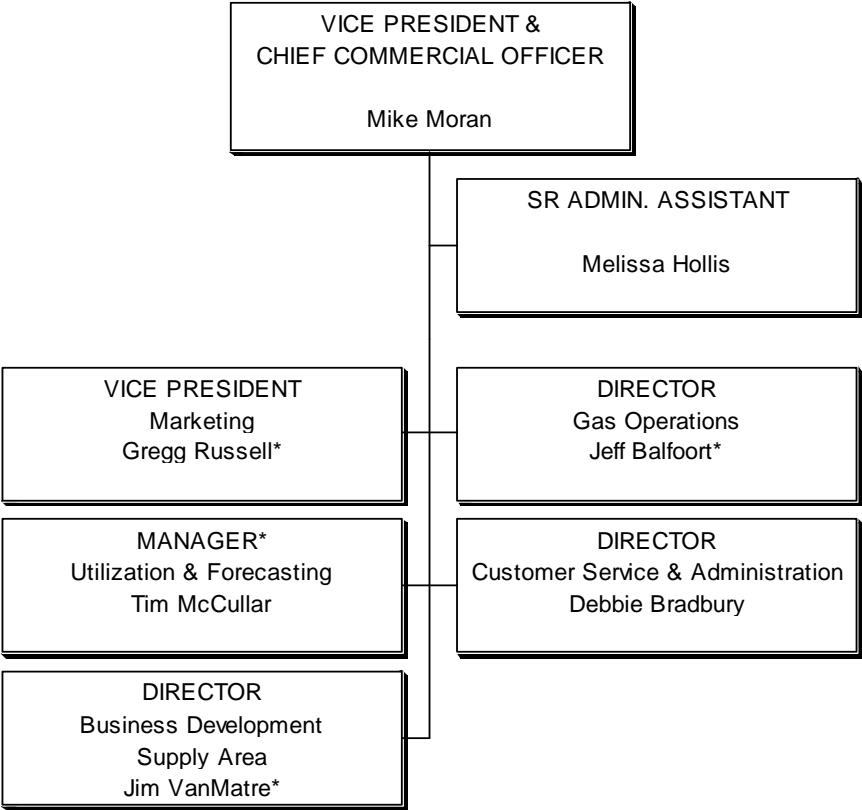 VICE PRESIDENT &
CHIEF COMMERCIAL OFFICER
Mike Moran
SR ADMIN. ASSISTANT
Melissa Hollis
VICE PRESIDENT
Marketing
Gregg Russell*
DIRECTOR
Gas Operations
Jeff Balfoort*
MANAGER*
Utilization & Forecasting
Tim McCullar
DIRECTOR
Customer Service & Administration
Debbie Bradbury
DIRECTOR
Business Development
Supply Area
Jim VanMatre*